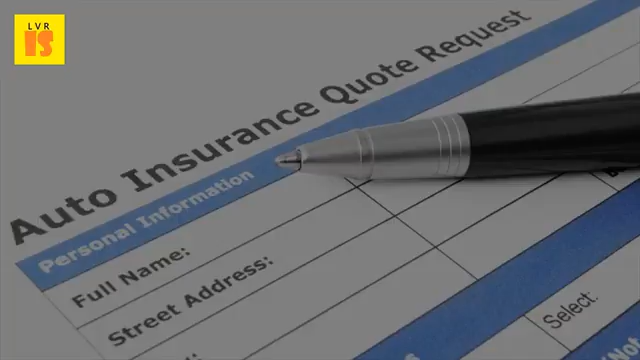 LVR
IS
Auto Insurance Quote Request
Personal Information
Full Name:
Street Address:
Select: